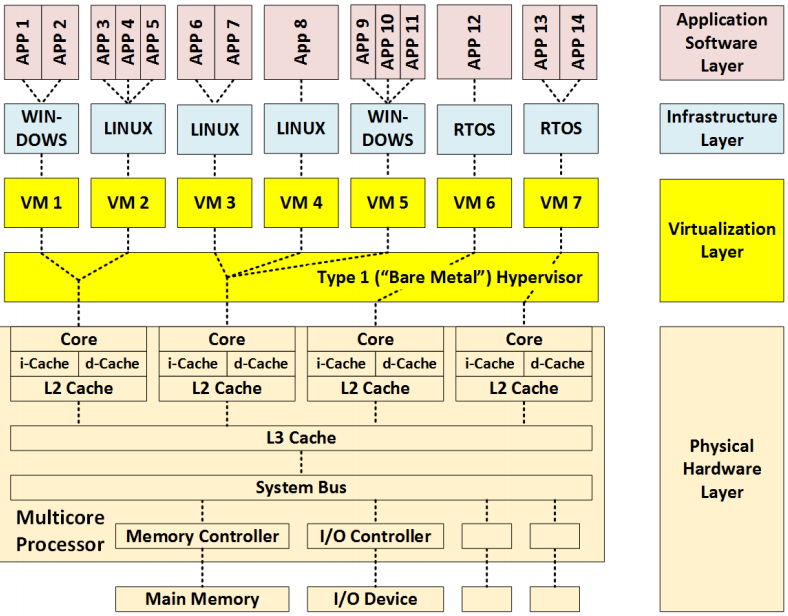 APP 1
APP 2
APP 3
APP 4
APP 5
APP 6
APP 7
App 8
APP 9
APP 10
APP 11
APP 12
APP 13
APP 14
Application
Software
Layer
WIN-
DOWS
LINUX
LINUX
LINUX
WIN-
DOWS
RTOS
RTOS
Infrastructure
Layer
VM 1
VM 2
VM 3
VM 4
VM 5
VM 6
VM 7
Virtualization
Layer
Type 1 (“Bare Metal”) Hypervisor
Core
i-Cache
d-Cache
L2 Cache
Core
i-Cache
d-Cache
L2 Cache
Core
i-Cache
d-Cache
L2 Cache
Core
i-Cache
d-Cache
L2 Cache
L3 Cache
System Bus
Physical
Hardware
Layer
Multicore
Processor
Memory Controller
I/O Controller
Main Memory
I/O Device